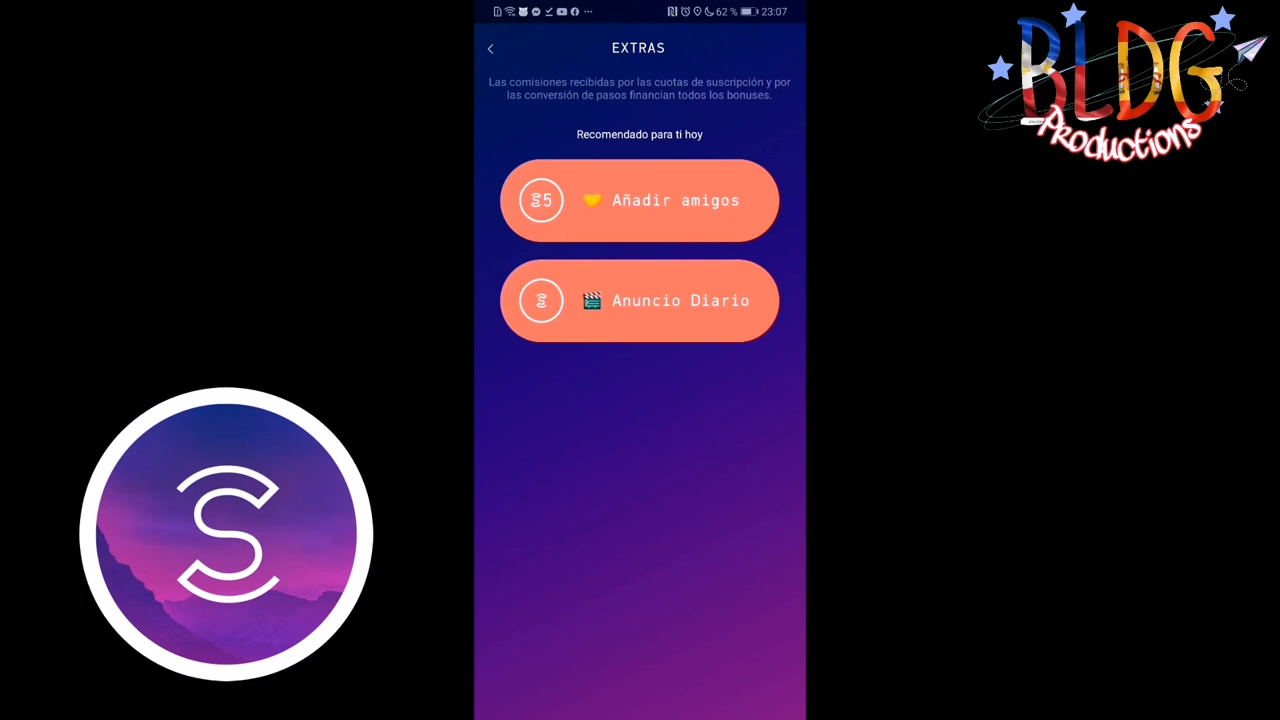 62 % 23:07
EXTRAS
Las comisiones recibidas por las cuotas de suscripción y por
las conversión de pasos financian todos los bonuses.
Recomendado para ti hoy
S5 🤝 Añadir amigos
S 🎬 Anuncio Diario
S
BLDG
Productions